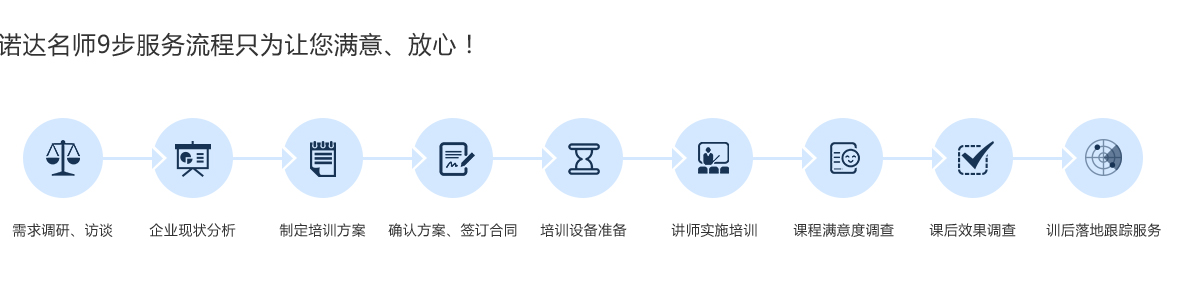 诺达名师9步服务流程只为让您满意、放心！
需求调研、访谈
企业现状分析
制定培训方案
确认方案、签订合同
培训设备准备
讲师实施培训
课程满意度调查
课后效果调查
训后落地跟踪服务